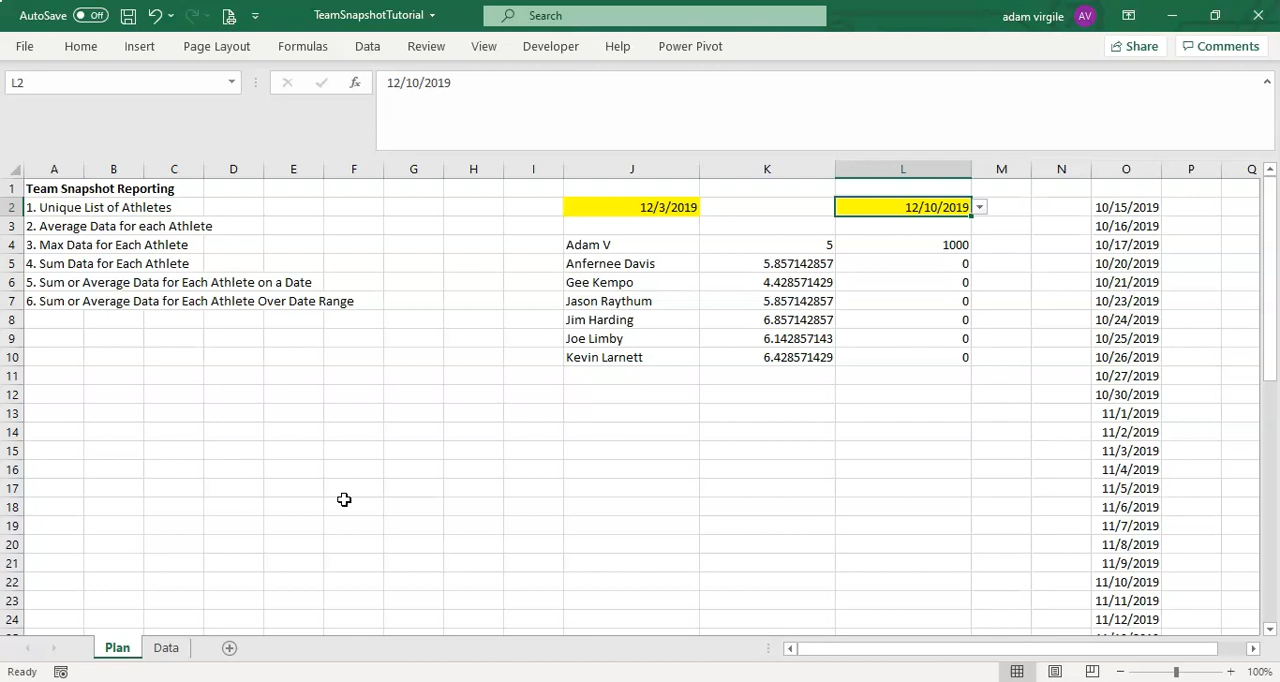 AutoSave Off TeamSnapshotTutorial Search adam virgile AV
File Home Insert Page Layout Formulas Data Review View Developer Help Power Pivot Share Comments
L2 fx 12/10/2019
A B C D E F G H I J K L M N O P Q
1 Team Snapshot Reporting
2 1. Unique List of Athletes 12/3/2019 12/10/2019 10/15/2019
3 2. Average Data for each Athlete 10/16/2019
4 3. Max Data for Each Athlete Adam V 5 1000 10/17/2019
5 4. Sum Data for Each Athlete Anfernee Davis 5.857142857 0 10/20/2019
6 5. Sum or Average Data for Each Athlete on a Date Gee Kempo 4.428571429 0 10/21/2019
7 6. Sum or Average Data for Each Athlete Over Date Range Jason Raythum 5.857142857 0 10/23/2019
8 Jim Harding 6.857142857 0 10/24/2019
9 Joe Limby 6.142857143 0 10/25/2019
10 Kevin Larnett 6.428571429 0 10/26/2019
11 10/27/2019
12 10/30/2019
13 11/1/2019
14 11/2/2019
15 11/3/2019
16 11/4/2019
17 11/5/2019
18 11/6/2019
19 11/7/2019
20 11/8/2019
21 11/9/2019
22 11/10/2019
23 11/11/2019
24 11/12/2019
Plan Data
Ready 100%